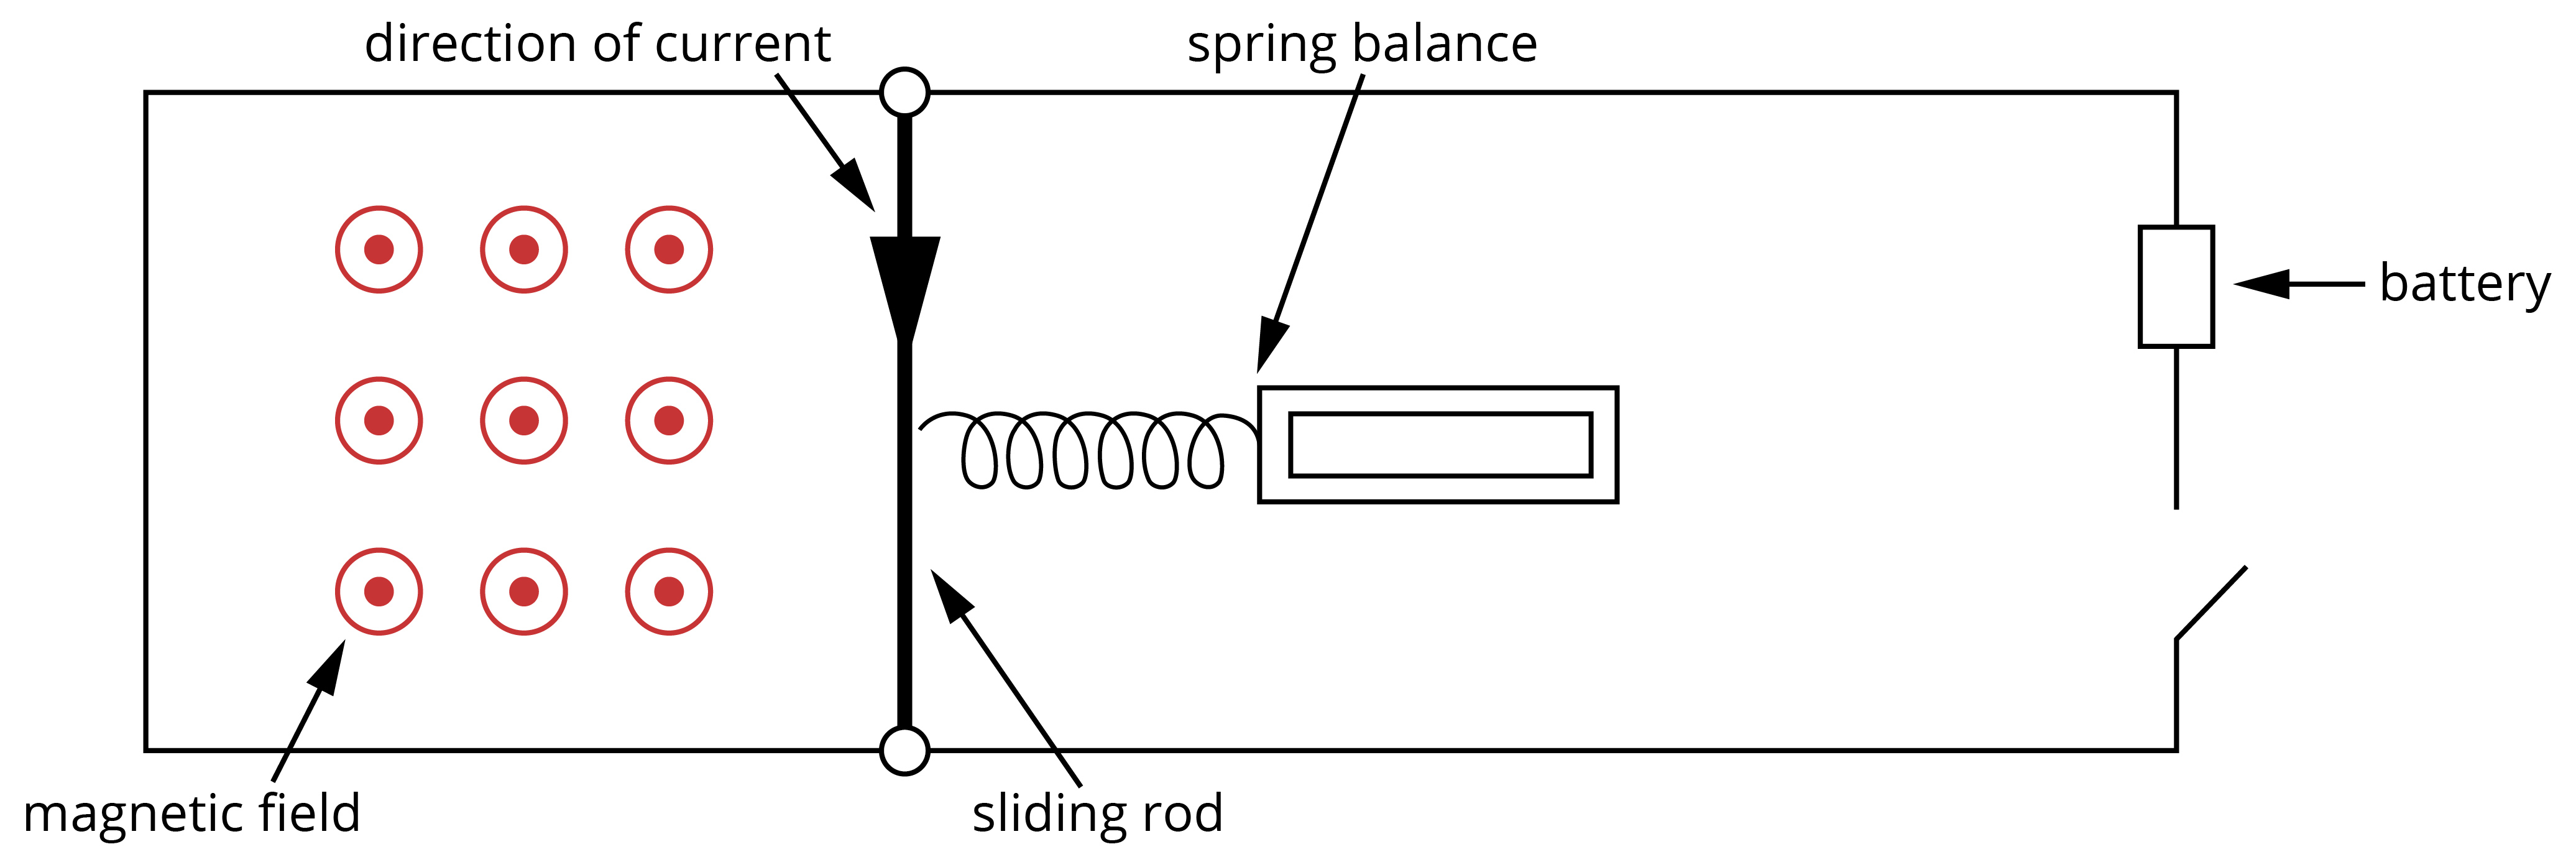 direction of current
spring balance
battery
magnetic field
sliding rod